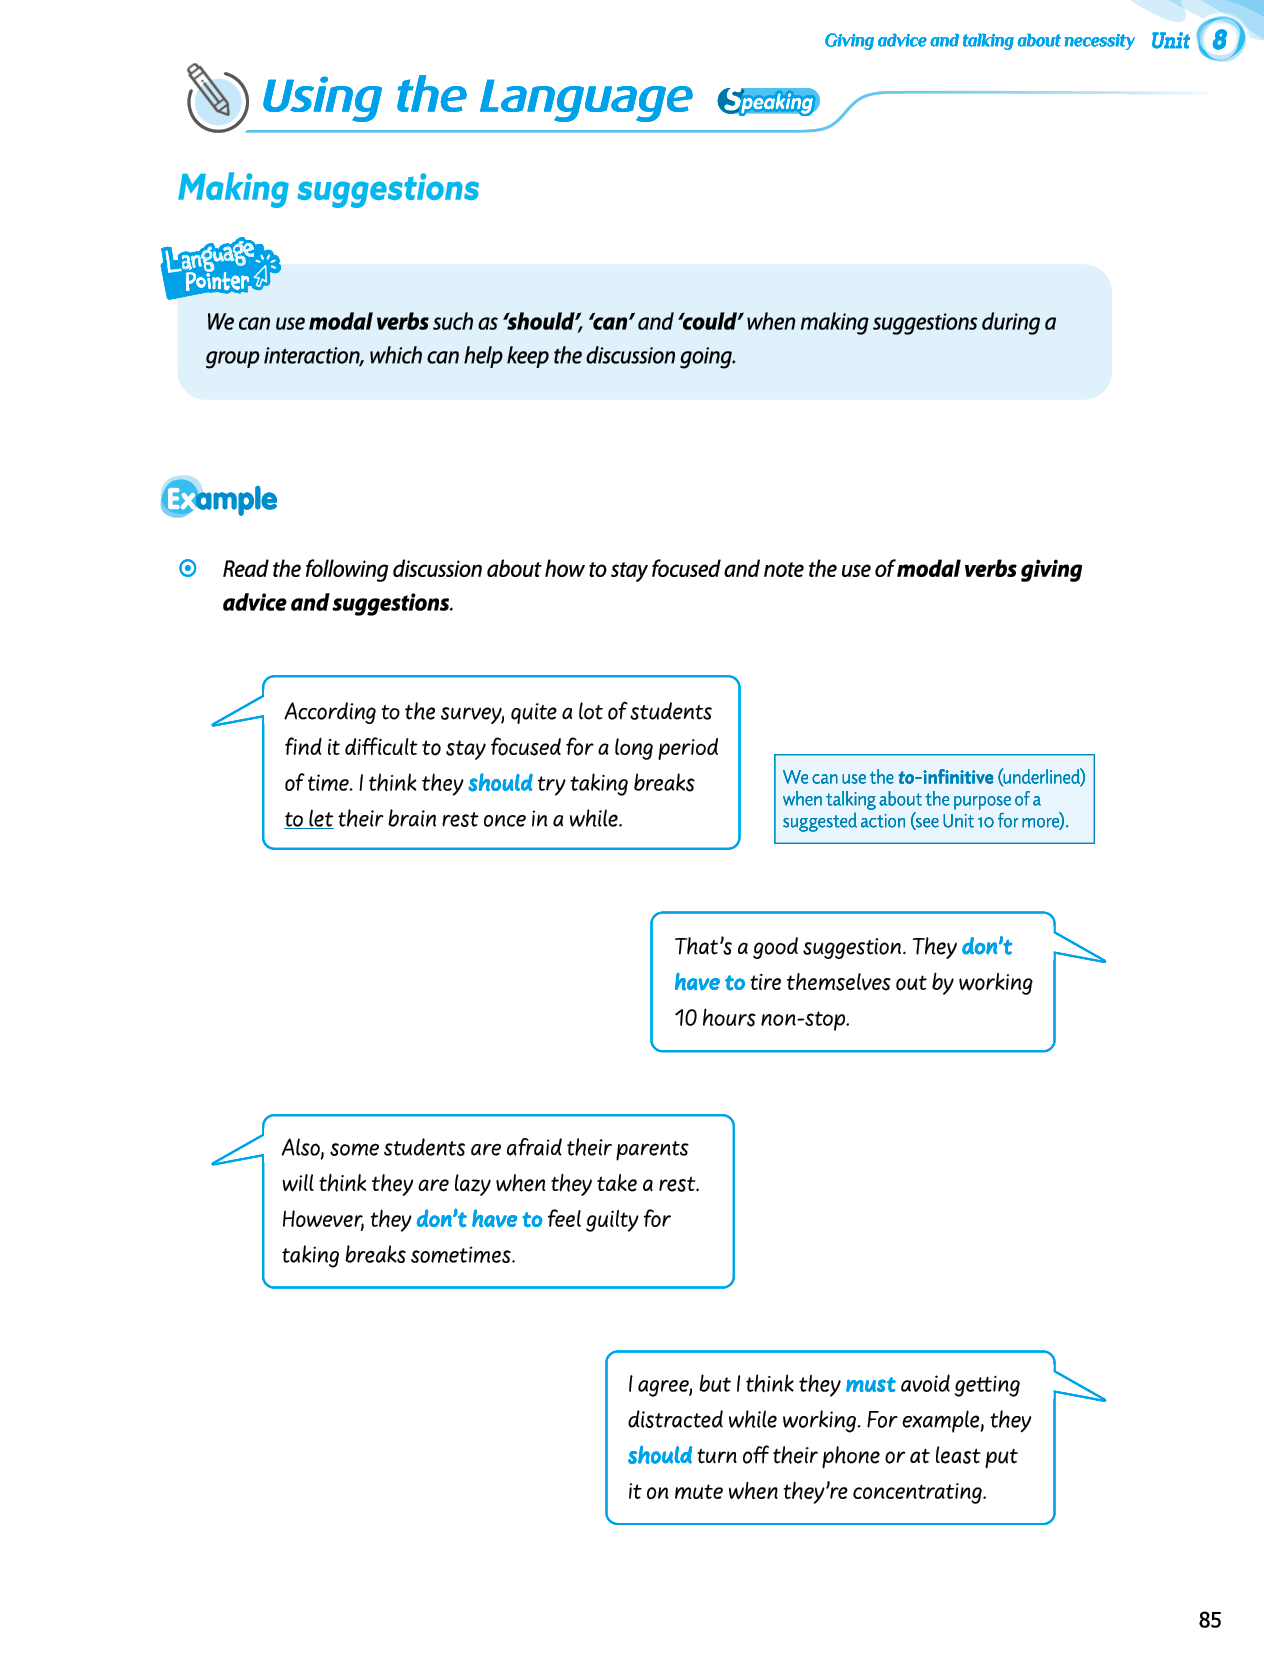 Giving advice and talking about necessity Unit 8
Using the Language Speaking
Making suggestions
Language
Pointer
We can use modal verbs such as ‘should’, ‘can’ and ‘could’ when making suggestions during a
group interaction, which can help keep the discussion going.
Example
Read the following discussion about how to stay focused and note the use of modal verbs giving
advice and suggestions.
According to the survey, quite a lot of students
find it difficult to stay focused for a long period
of time. I think they should try taking breaks
to let their brain rest once in a while.
We can use the to-infinitive (underlined)
when talking about the purpose of a
suggested action (see Unit 10 for more).
That’s a good suggestion. They don’t
have to tire themselves out by working
10 hours non-stop.
Also, some students are afraid their parents
will think they are lazy when they take a rest.
However, they don’t have to feel guilty for
taking breaks sometimes.
I agree, but I think they must avoid getting
distracted while working. For example, they
should turn off their phone or at least put
it on mute when they’re concentrating.
85